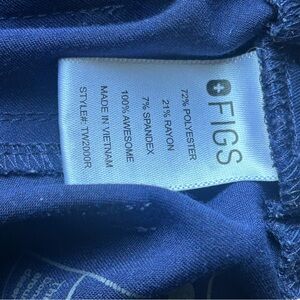 FIGS
72% POLYESTER
21% RAYON
7% SPANDEX
100% AWESOME
MADE IN VIETNAM
STYLE#: TW2000R